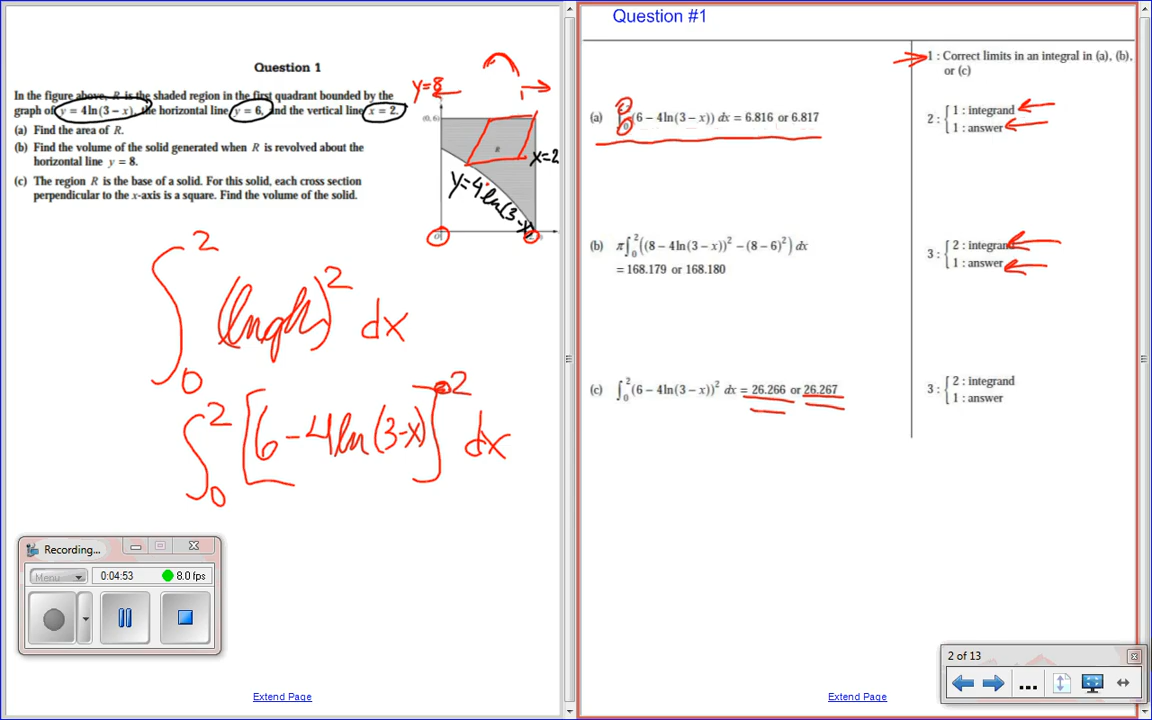 Question 1
In the figure above, R is the shaded region in the first quadrant bounded by the
graph of y = 4 ln(3 − x), the horizontal line y = 6, and the vertical line x = 2.
(a) Find the area of R.
(b) Find the volume of the solid generated when R is revolved about the
horizontal line y = 8.
(c) The region R is the base of a solid. For this solid, each cross section
perpendicular to the x-axis is a square. Find the volume of the solid.
y=8
(0, 6)
R
x=2
y=4ln(3-x)
O
∫₀² (length)² dx
∫₀² [6-4ln(3-x)]² dx
Recording...
Menu
0:04:53
8.0 fps
Extend Page
Question #1
1 : Correct limits in an integral in (a), (b),
or (c)
(a) ∫₀² (6 − 4 ln(3 − x)) dx = 6.816 or 6.817
2 : { 1 : integrand
1 : answer
(b) π∫₀² ((8 − 4 ln(3 − x))² − (8 − 6)²) dx
= 168.179 or 168.180
3 : { 2 : integrand
1 : answer
(c) ∫₀² (6 − 4 ln(3 − x))² dx = 26.266 or 26.267
3 : { 2 : integrand
1 : answer
2 of 13
Extend Page